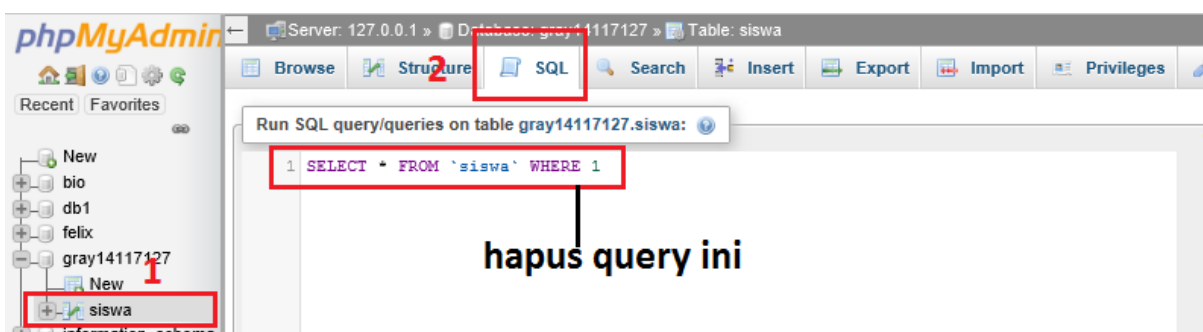 phpMyAdmin
Server: 127.0.0.1 » Database: gray14117127 » Table: siswa
Browse Structure SQL Search Insert Export Import Privileges
2
Recent Favorites
Run SQL query/queries on table gray14117127.siswa:
1 SELECT * FROM `siswa` WHERE 1
New
bio
db1
felix
gray14117127
1
New
siswa
information_schema
hapus query ini